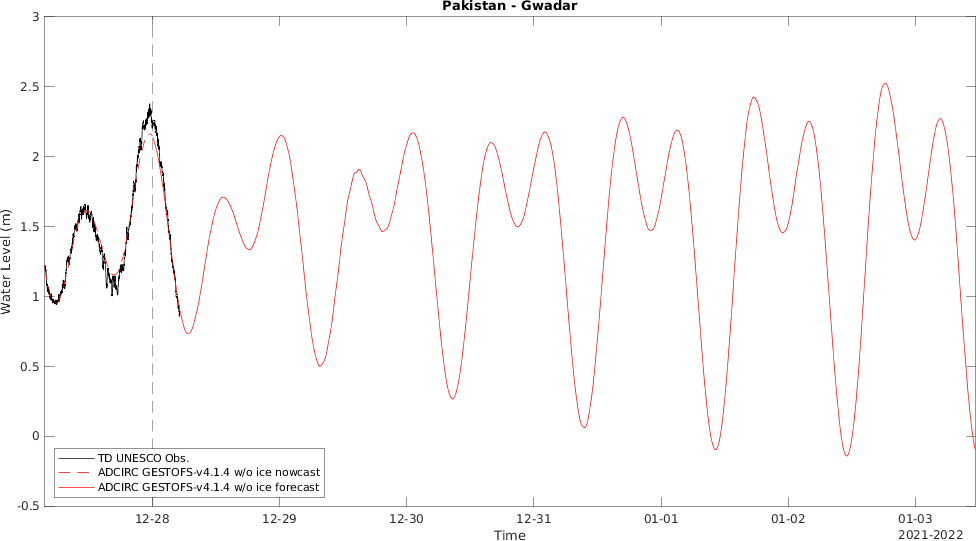 Pakistan - Gwadar
Water Level (m)
3
2.5
2
1.5
1
0.5
0
-0.5
TD UNESCO Obs.
ADCIRC GESTOFS-v4.1.4 w/o ice nowcast
ADCIRC GESTOFS-v4.1.4 w/o ice forecast
12-28 12-29 12-30 12-31 01-01 01-02 01-03
Time
2021-2022